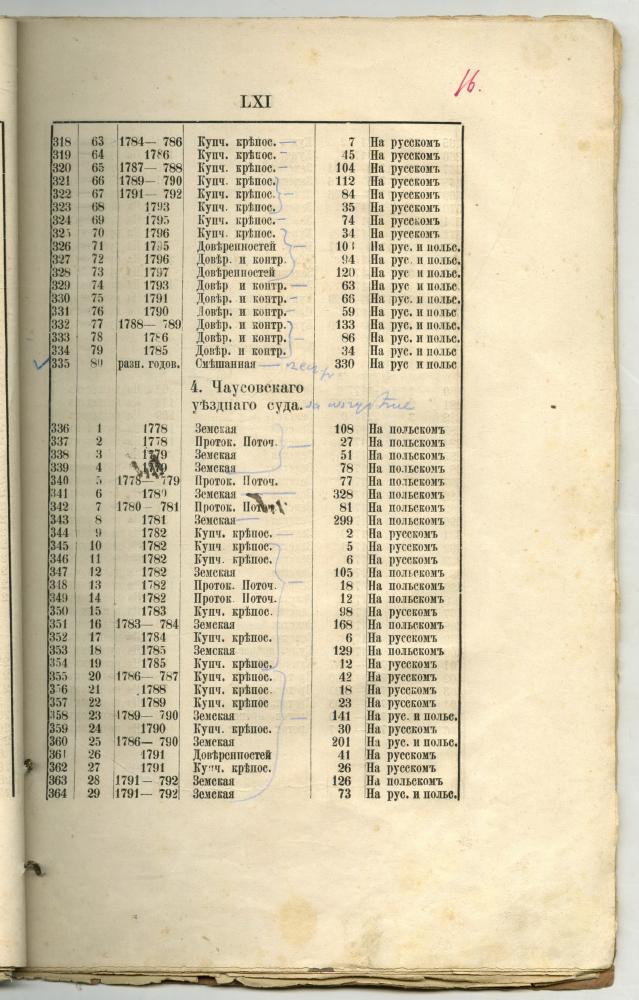 16.
LXI
318 63 1784— 786 Купч. крѣпос. 7 На русскомъ
319 64 1786 Купч. крѣпос. 45 На русскомъ
320 65 1787— 788 Купч. крѣпос. 104 На русскомъ
321 66 1789— 790 Купч. крѣпос. 112 На русскомъ
322 67 1791— 792 Купч. крѣпос. 84 На русскомъ
323 68 1793 Купч. крѣпос. 35 На русскомъ
324 69 1795 Купч. крѣпос. 74 На русскомъ
325 70 1796 Купч. крѣпос. 34 На русскомъ
326 71 1795 Довѣренностей На рус. и польс.
327 72 1796 Довѣр. и контр. 94 На рус. и польс.
328 73 1797 Довѣренностей 120 На рус. и польс.
329 74 1793 Довѣр и контр. 63 На рус и польс
330 75 1791 Довѣр. и контр. 66 На рус. и польс.
331 76 1790 Довѣр. и контр. 59 На рус и польс.
332 77 1788— 789 Довѣр. и контр. 133 На рус. и польс.
333 78 1786 Довѣр. и контр. 86 На рус. и польс.
334 79 1785 Довѣр. и контр. 34 На рус. и польс
335 80 разн. годов. Смѣшанная 330 На рус и польс
4. Чаусовскаго
уѣзднаго суда.
336 1 1778 Земская 108 На польскомъ
337 2 1778 Проток. Поточ. 27 На польскомъ
338 3 1779 Земская 51 На польскомъ
339 4 Земская 78 На польскомъ
340 5 1778— 779 Проток. Поточ. 77 На польскомъ
341 6 1780 Земская 328 На польскомъ
342 7 1780— 781 Проток. Поточ. 81 На польскомъ
343 8 1781 Земская 299 На польскомъ
344 9 1782 Купч. крѣпос. 2 На русскомъ
345 10 1782 Купч. крѣпос. 5 На русскомъ
346 11 1782 Купч. крѣпос. 6 На русскомъ
347 12 1782 Земская 105 На польскомъ
348 13 1782 Проток. Поточ. 18 На польскомъ
349 14 1782 Проток. Поточ. 12 На польскомъ
350 15 1783 Купч. крѣпос. 98 На русскомъ
351 16 1783— 784 Земская 168 На польскомъ
352 17 1784 Купч. крѣпос. 6 На русскомъ
353 18 1785 Земская 129 На польскомъ
354 19 1785 Купч. крѣпос. 12 На русскомъ
355 20 1786— 787 Купч. крѣпос. 42 На русскомъ
356 21 1788 Купч. крѣпос. 18 На русскомъ
357 22 1789 Купч. крѣпос 23 На русскомъ
358 23 1789— 790 Земская 141 На рус. и польс.
359 24 1790 Купч. крѣпос. 30 На русскомъ
360 25 1786— 790 Земская 201 На рус. и польс.
361 26 1791 Довѣренностей 41 На русскомъ
362 27 1791 Купч. крѣпос. 26 На русскомъ
363 28 1791— 792 Земская 126 На польскомъ
364 29 1791— 792 Земская 73 На рус. и польс.